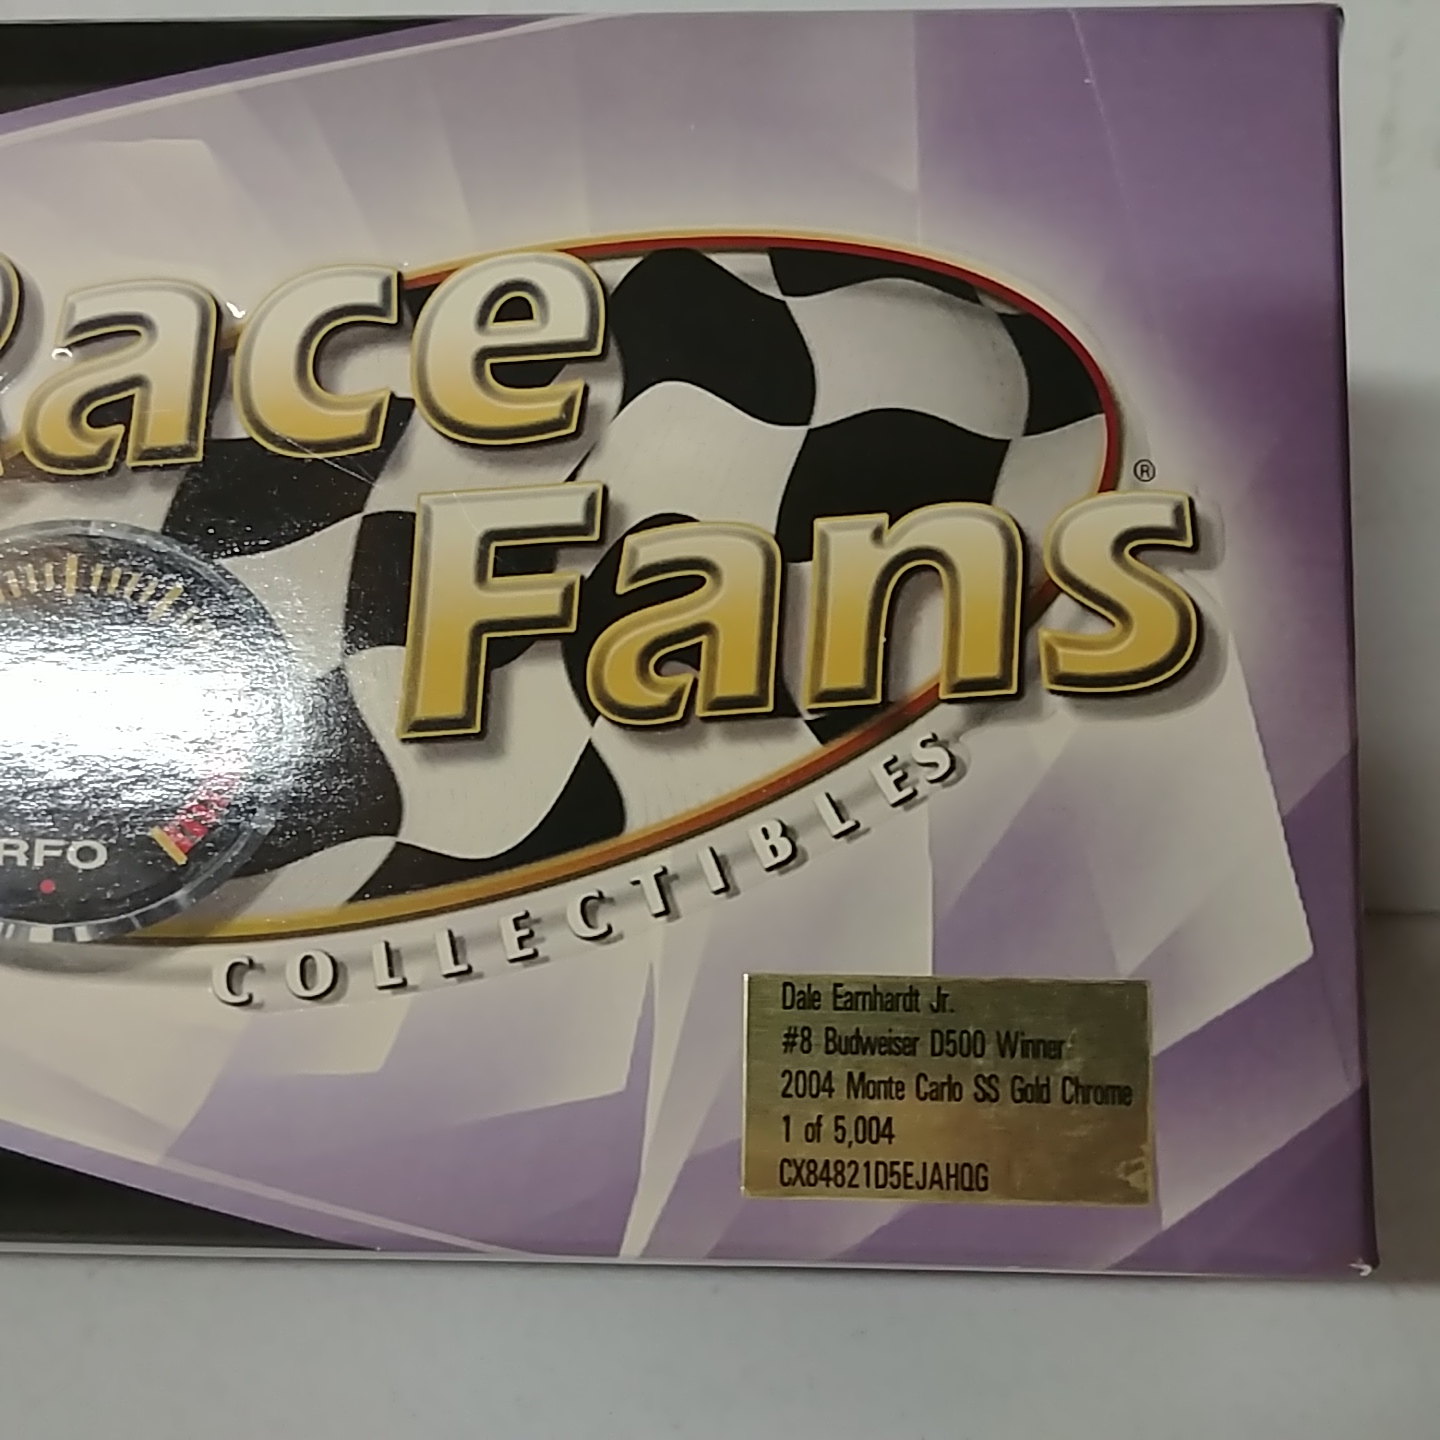 Race
Fans®
RFO
COLLECTIBLES
Dale Earnhardt Jr.
#8 Budweiser D500 Winner
2004 Monte Carlo SS Gold Chrome
1 of 5,004
CX84821D5EJAHQG